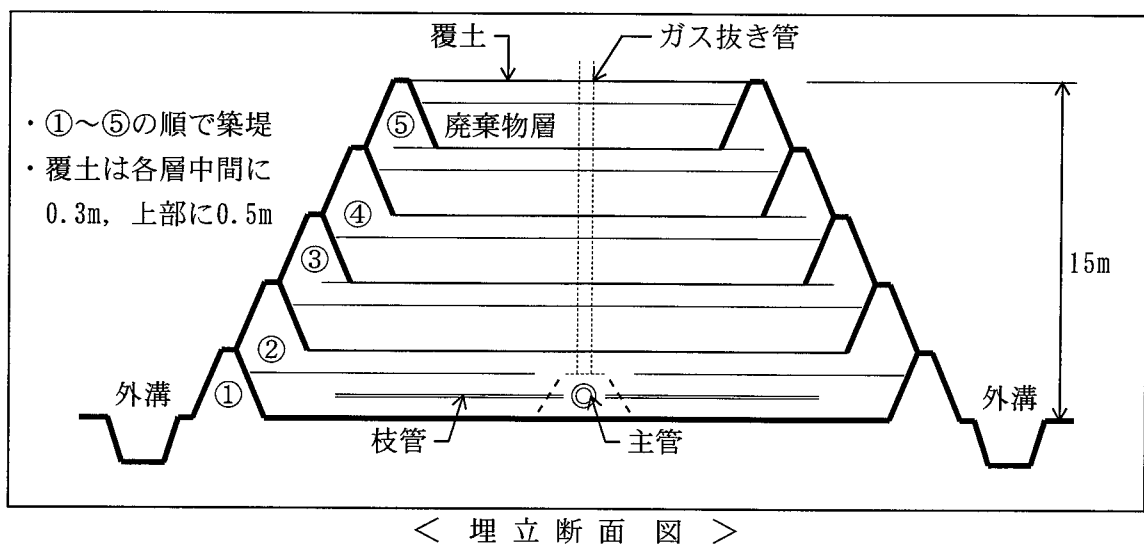 覆土
ガス抜き管
・①～⑤の順で築堤
・覆土は各層中間に
0.3m，上部に0.5m
⑤
廃棄物層
④
③
15m
②
①
外溝
外溝
枝管
主管
＜ 埋 立 断 面 図 ＞